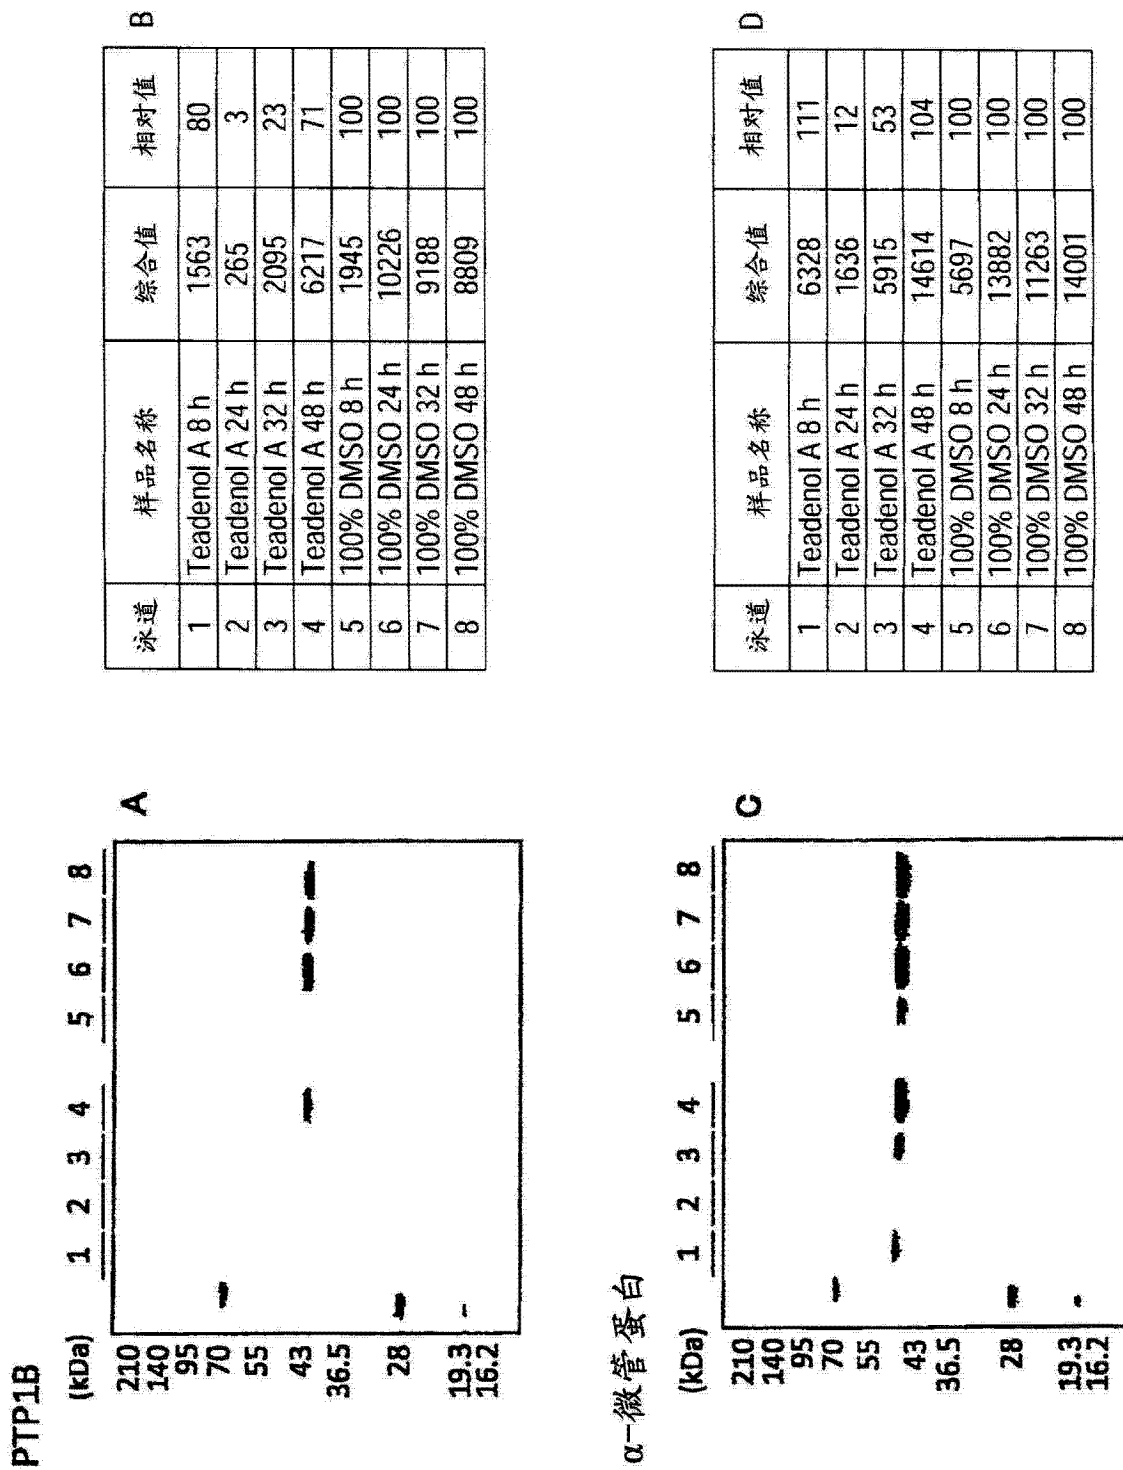 PTP1B
(kDa) 1 2 3 4 5 6 7 8
A
210
140
95
70
55
43
36.5
28
19.3
16.2
B
泳道 样品名称 综合值 相对值
1 Teadenol A 8 h 1563 80
2 Teadenol A 24 h 265 3
3 Teadenol A 32 h 2095 23
4 Teadenol A 48 h 6217 71
5 100% DMSO 8 h 1945 100
6 100% DMSO 24 h 10226 100
7 100% DMSO 32 h 9188 100
8 100% DMSO 48 h 8809 100
α-微管蛋白
(kDa) 1 2 3 4 5 6 7 8
C
210
140
95
70
55
43
36.5
28
19.3
16.2
D
泳道 样品名称 综合值 相对值
1 Teadenol A 8 h 6328 111
2 Teadenol A 24 h 1636 12
3 Teadenol A 32 h 5915 53
4 Teadenol A 48 h 14614 104
5 100% DMSO 8 h 5697 100
6 100% DMSO 24 h 13882 100
7 100% DMSO 32 h 11263 100
8 100% DMSO 48 h 14001 100